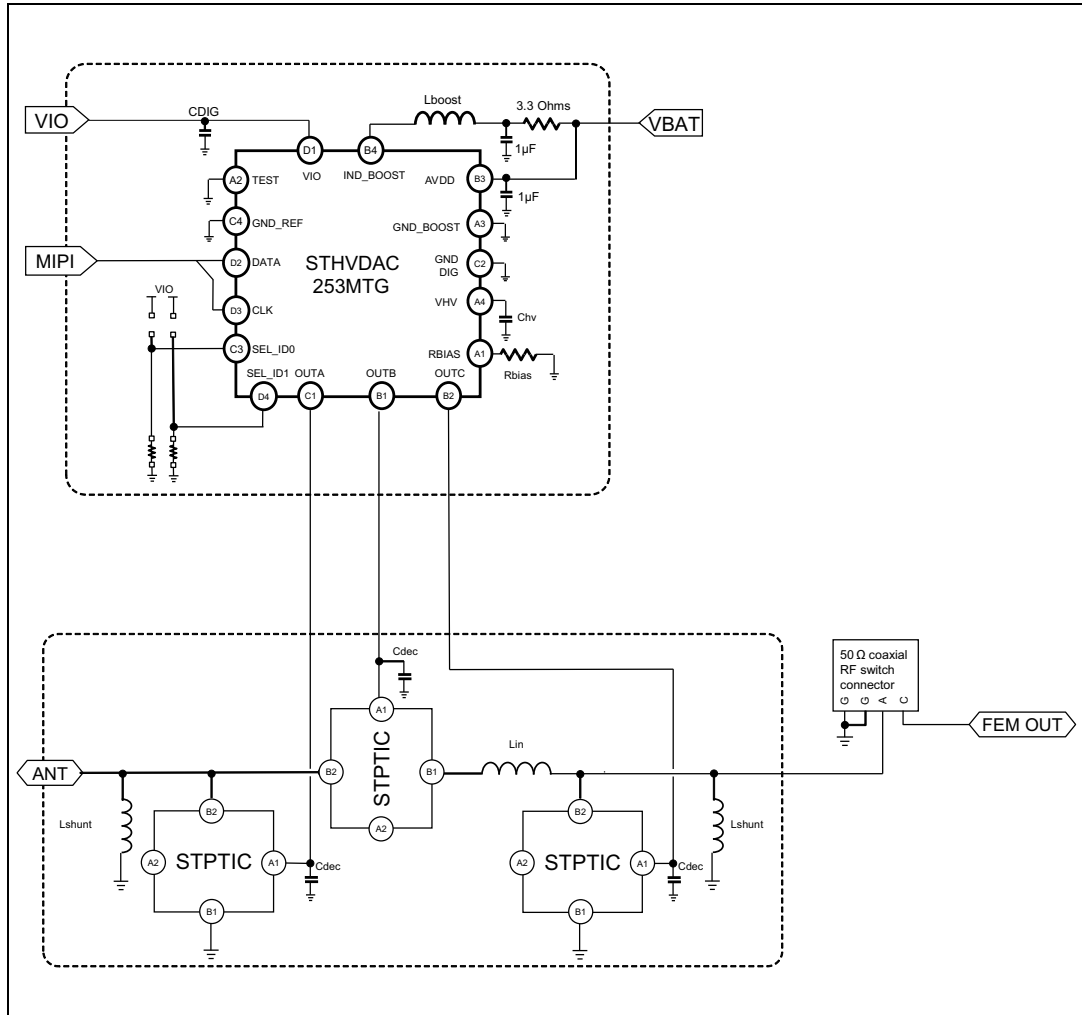 Lboost
3.3 Ohms
CDIG
VIO
VBAT
1µF
D1
B4
VIO
IND_BOOST
AVDD
B3
A2
TEST
1µF
C4
GND_REF
GND_BOOST
A3
MIPI
D2
DATA
STHVDAC
253MTG
GND
DIG
C2
VIO
D3
CLK
VHV
A4
Chv
C3
SEL_ID0
RBIAS
A1
Rbias
SEL_ID1
OUTA
OUTB
OUTC
D4
C1
B1
B2
Cdec
50 Ω coaxial
RF switch
connector
G
G
A
C
A1
FEM OUT
Lin
ANT
B2
STPTIC
B1
A2
Lshunt
B2
B2
Lshunt
A2
STPTIC
A1
Cdec
A2
STPTIC
A1
Cdec
B1
B1